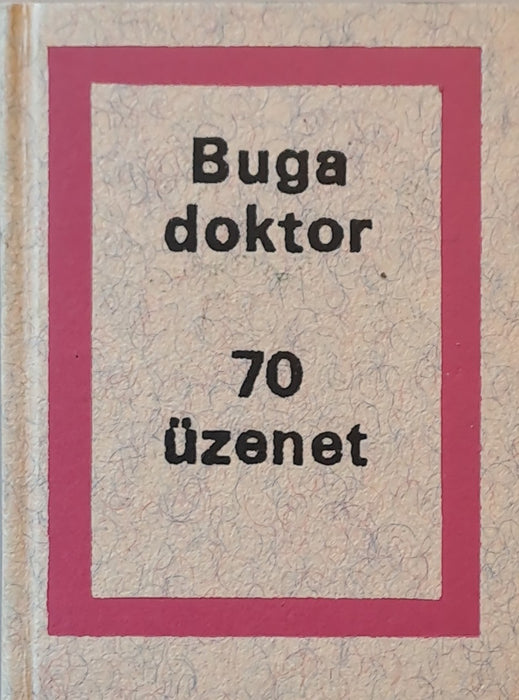 Buga
doktor
70
üzenet